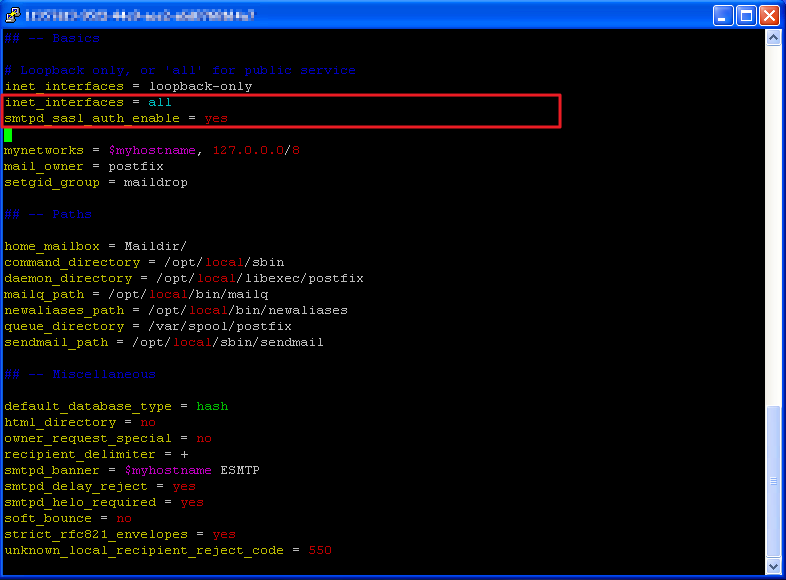 ## -- Basics
# Loopback only, or 'all' for public service
inet_interfaces = loopback-only
inet_interfaces = all
smtpd_sasl_auth_enable = yes
mynetworks = $myhostname, 127.0.0.0/8
mail_owner = postfix
setgid_group = maildrop
## -- Paths
home_mailbox = Maildir/
command_directory = /opt/local/sbin
daemon_directory = /opt/local/libexec/postfix
mailq_path = /opt/local/bin/mailq
newaliases_path = /opt/local/bin/newaliases
queue_directory = /var/spool/postfix
sendmail_path = /opt/local/sbin/sendmail
## -- Miscellaneous
default_database_type = hash
html_directory = no
owner_request_special = no
recipient_delimiter = +
smtpd_banner = $myhostname ESMTP
smtpd_delay_reject = yes
smtpd_helo_required = yes
soft_bounce = no
strict_rfc821_envelopes = yes
unknown_local_recipient_reject_code = 550